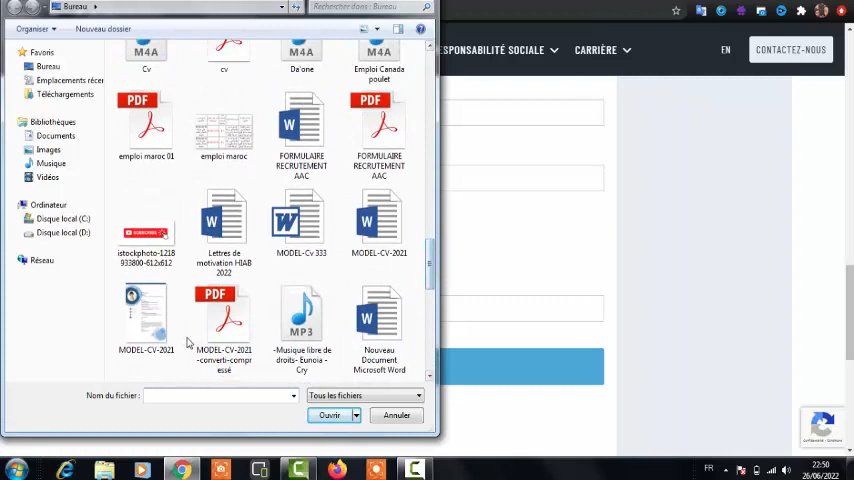 Bureau
Rechercher dans : Bureau
Organiser
Nouveau dossier
Favoris
Bureau
Emplacements récen
Téléchargements
Bibliothèques
Documents
Images
Musique
Vidéos
Ordinateur
Disque local (C:)
Disque local (D:)
Réseau
M4A
M4A
M4A
Cv
cv
Da'one
Emploi Canada
poulet
PDF
PDF
emploi maroc 01
emploi maroc
FORMULAIRE
RECRUTEMENT
AAC
FORMULAIRE
RECRUTEMENT
AAC
SUBSCRIBE
istockphoto-1218
933800-612x612
Lettres de
motivation HIAB
2022
MODEL-Cv 333
MODEL-CV-2021
PDF
MP3
MODEL-CV-2021
MODEL-CV-2021
-converti-compr
essé
-Musique libre de
droits- Eunoia -
Cry
Nouveau
Document
Microsoft Word
Nom du fichier :
Tous les fichiers
Ouvrir
Annuler
ESPONSABILITÉ SOCIALE
CARRIÈRE
EN
CONTACTEZ-NOUS
Confidentialité - Conditions
FR
22:50
26/06/2022